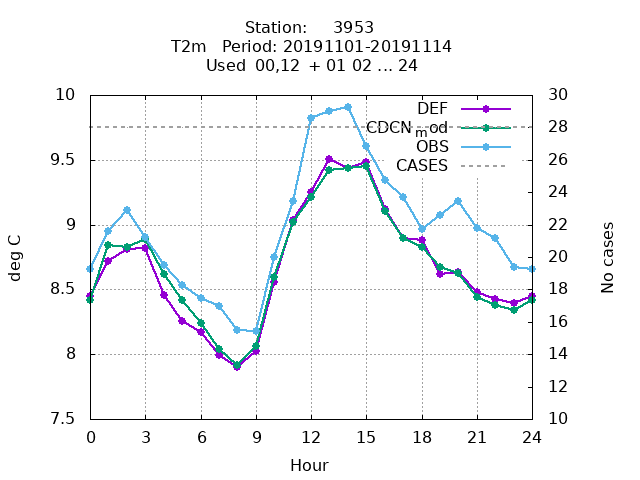 Station: 3953
T2m Period: 20191101-20191114
Used 00,12 + 01 02 ... 24
10
9.5
9
8.5
8
7.5
deg C
30
28
26
24
22
20
18
16
14
12
10
No cases
DEF
CDCN_mod
OBS
CASES
0 3 6 9 12 15 18 21 24
Hour